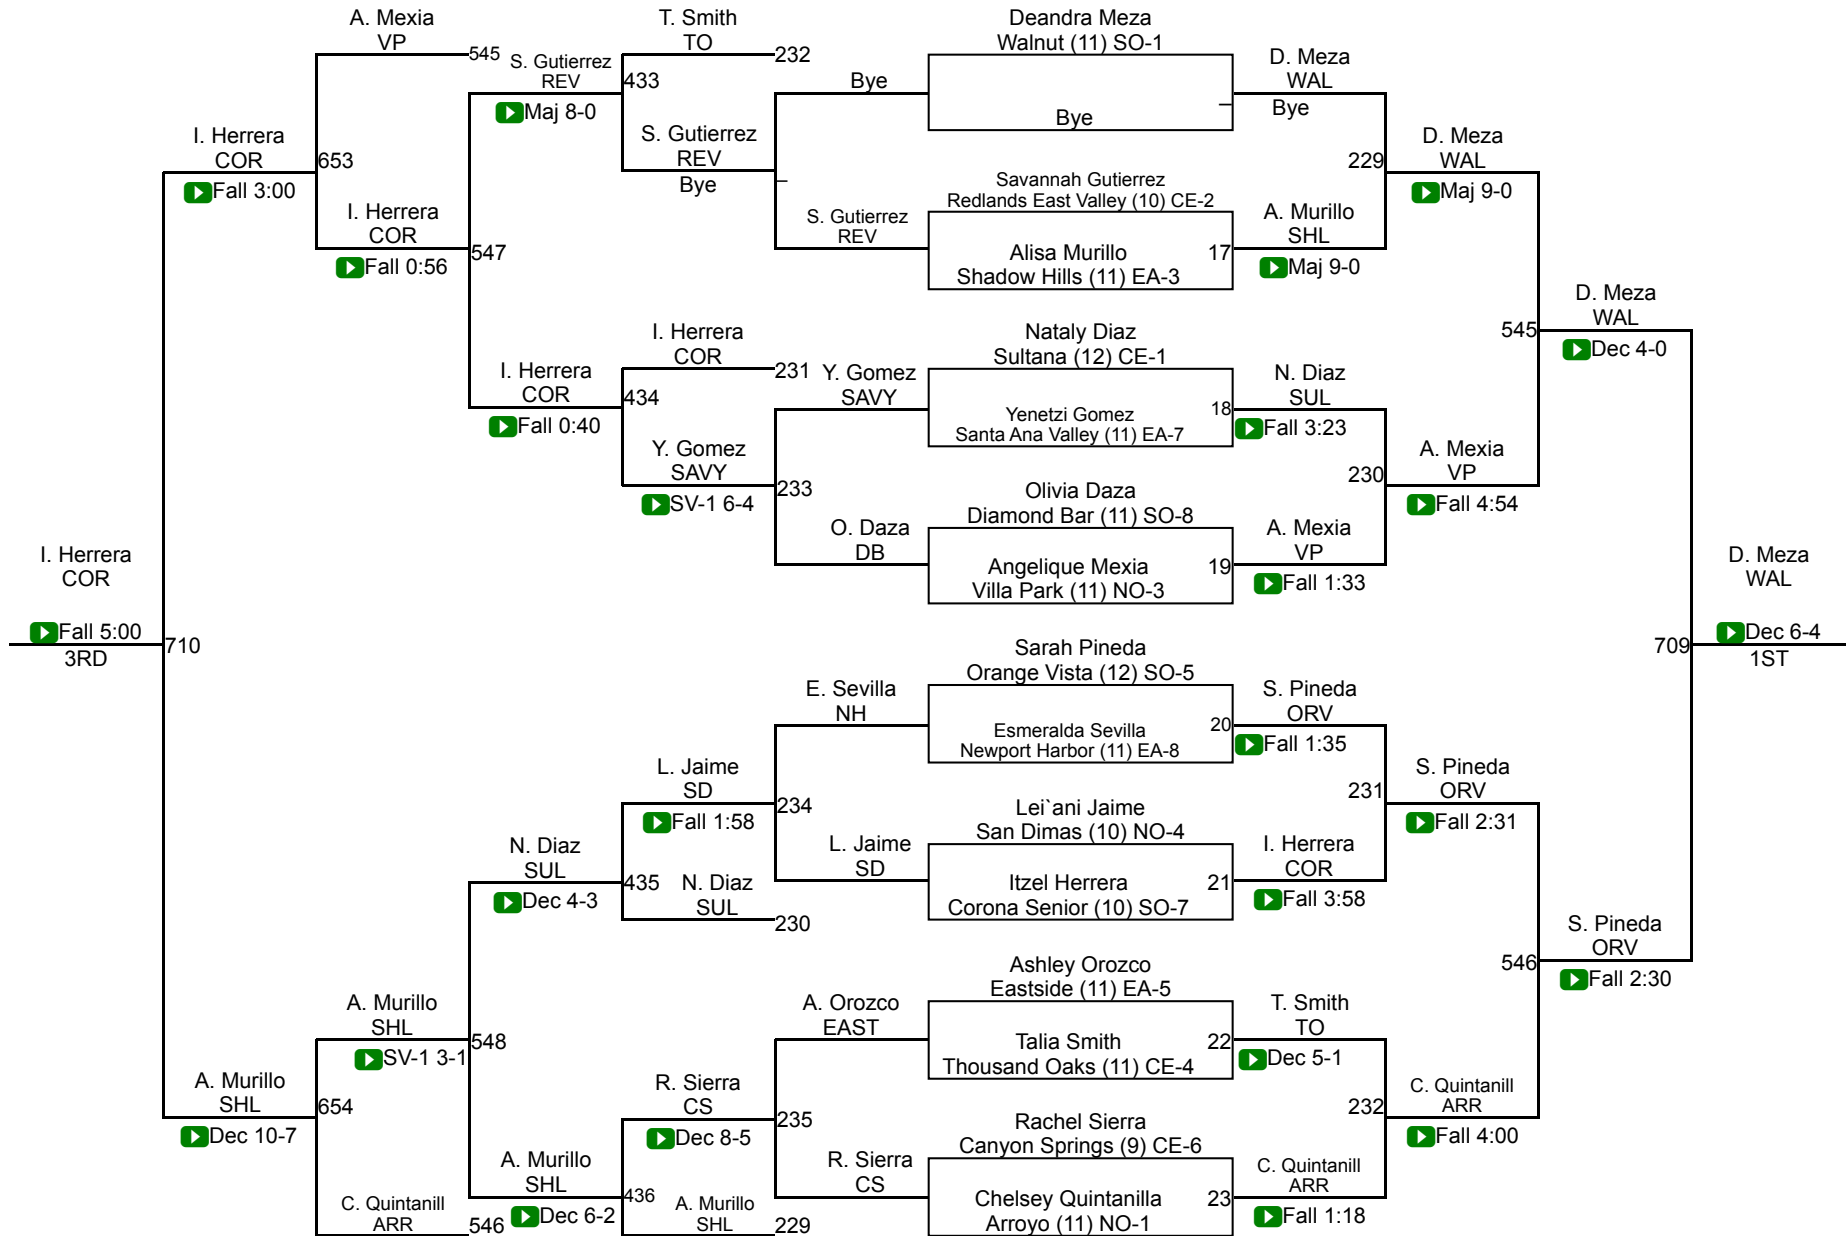 A. Mexia
VP
545
T. Smith
TO
232
Deandra Meza
Walnut (11) SO-1
Bye
S. Gutierrez
REV
433
Maj 8-0
Bye
D. Meza
WAL
Bye
I. Herrera
COR
653
Fall 3:00
S. Gutierrez
REV
Bye
D. Meza
WAL
229
Maj 9-0
I. Herrera
COR
547
Fall 0:56
S. Gutierrez
REV
Savannah Gutierrez
Redlands East Valley (10) CE-2
Alisa Murillo
Shadow Hills (11) EA-3
17
A. Murillo
SHL
Maj 9-0
D. Meza
WAL
545
Dec 4-0
I. Herrera
COR
231
Nataly Diaz
Sultana (12) CE-1
Yenetzi Gomez
Santa Ana Valley (11) EA-7
18
I. Herrera
COR
434
Fall 0:40
Y. Gomez
SAVY
N. Diaz
SUL
Fall 3:23
Y. Gomez
SAVY
233
SV-1 6-4
A. Mexia
VP
230
Fall 4:54
O. Daza
DB
Olivia Daza
Diamond Bar (11) SO-8
Angelique Mexia
Villa Park (11) NO-3
19
A. Mexia
VP
Fall 1:33
I. Herrera
COR
Fall 5:00
3RD
710
D. Meza
WAL
709
Dec 6-4
1ST
E. Sevilla
NH
Sarah Pineda
Orange Vista (12) SO-5
Esmeralda Sevilla
Newport Harbor (11) EA-8
20
S. Pineda
ORV
Fall 1:35
L. Jaime
SD
234
Fall 1:58
S. Pineda
ORV
231
Fall 2:31
N. Diaz
SUL
435
Dec 4-3
N. Diaz
SUL
230
L. Jaime
SD
Lei`ani Jaime
San Dimas (10) NO-4
Itzel Herrera
Corona Senior (10) SO-7
21
I. Herrera
COR
Fall 3:58
S. Pineda
ORV
546
Fall 2:30
A. Murillo
SHL
548
SV-1 3-1
A. Orozco
EAST
Ashley Orozco
Eastside (11) EA-5
Talia Smith
Thousand Oaks (11) CE-4
22
T. Smith
TO
Dec 5-1
A. Murillo
SHL
654
Dec 10-7
R. Sierra
CS
235
Dec 8-5
C. Quintanill
ARR
232
Fall 4:00
C. Quintanill
ARR
546
A. Murillo
SHL
436
Dec 6-2
A. Murillo
SHL
229
R. Sierra
CS
Rachel Sierra
Canyon Springs (9) CE-6
Chelsey Quintanilla
Arroyo (11) NO-1
23
C. Quintanill
ARR
Fall 1:18